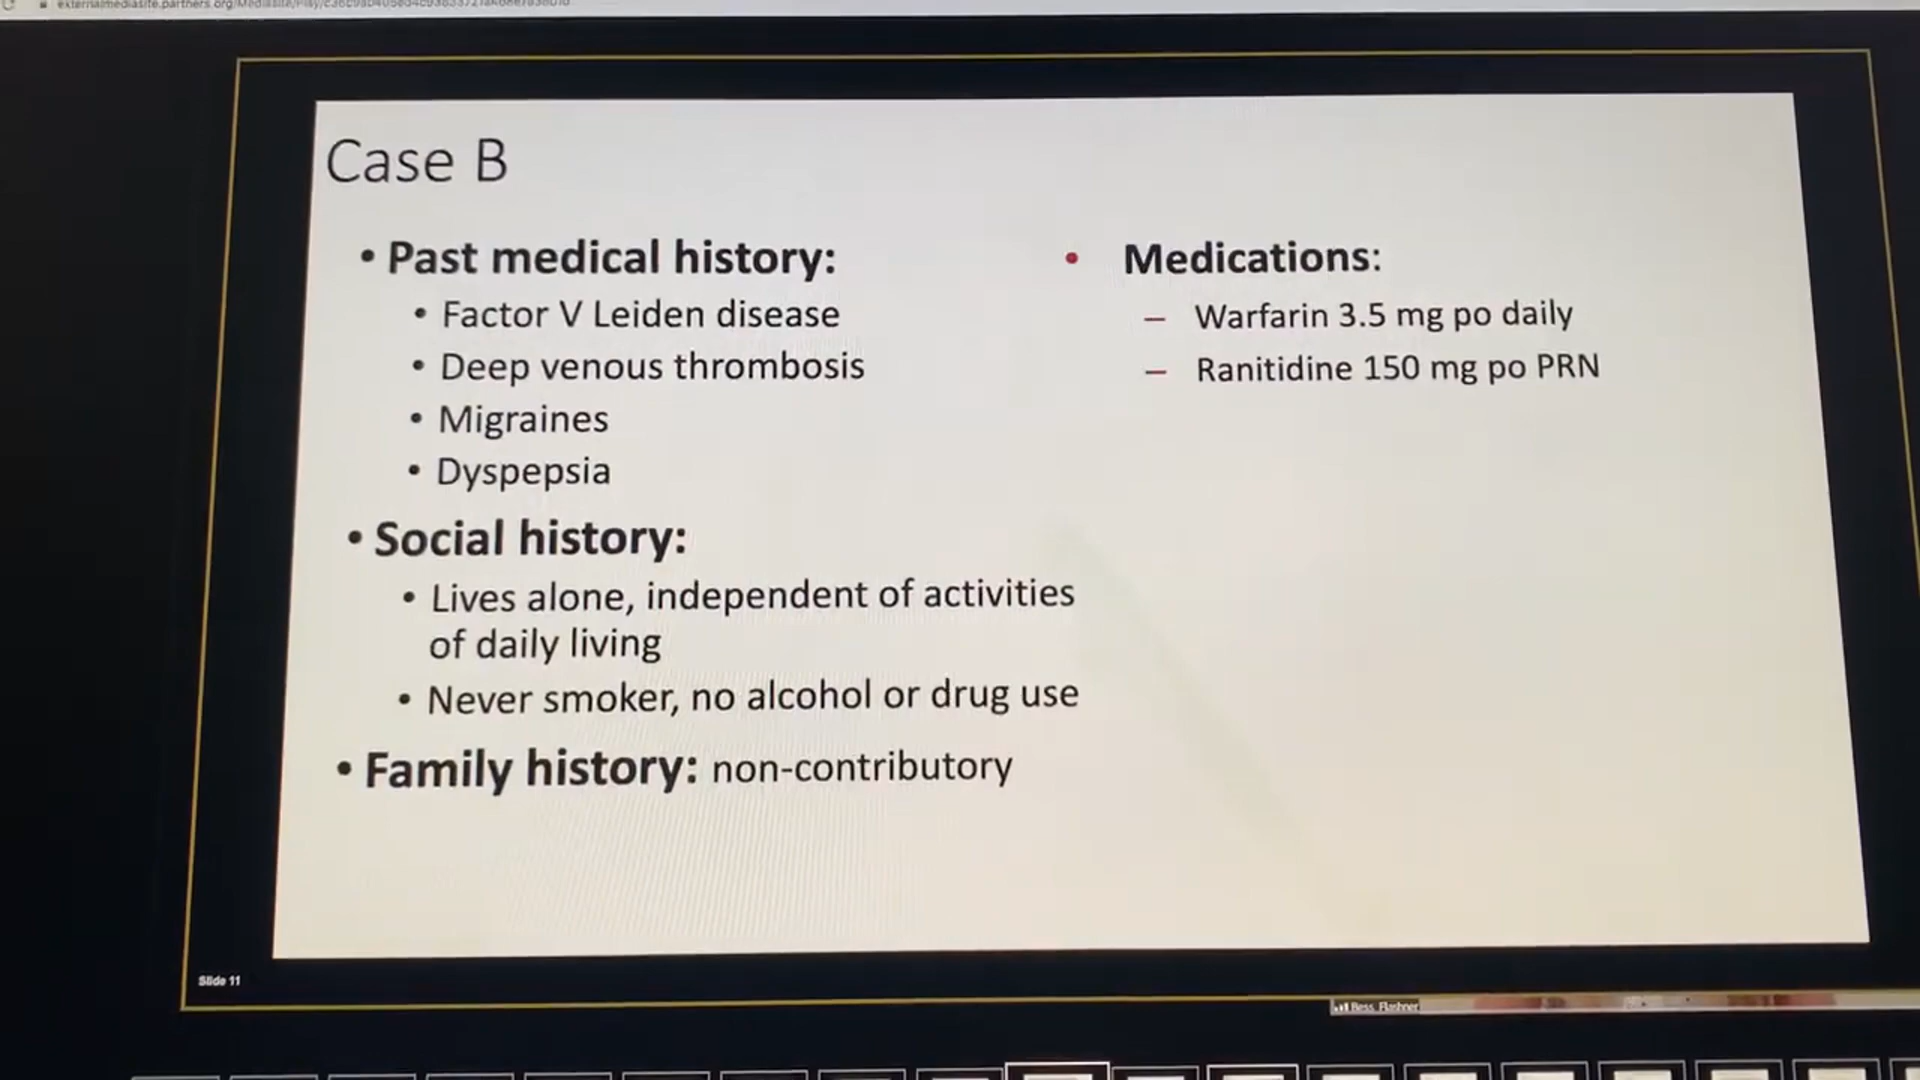 Case B
• Past medical history:
• Factor V Leiden disease
• Deep venous thrombosis
• Migraines
• Dyspepsia
• Social history:
• Lives alone, independent of activities
of daily living
• Never smoker, no alcohol or drug use
• Family history: non-contributory
• Medications:
– Warfarin 3.5 mg po daily
– Ranitidine 150 mg po PRN
Slide 11